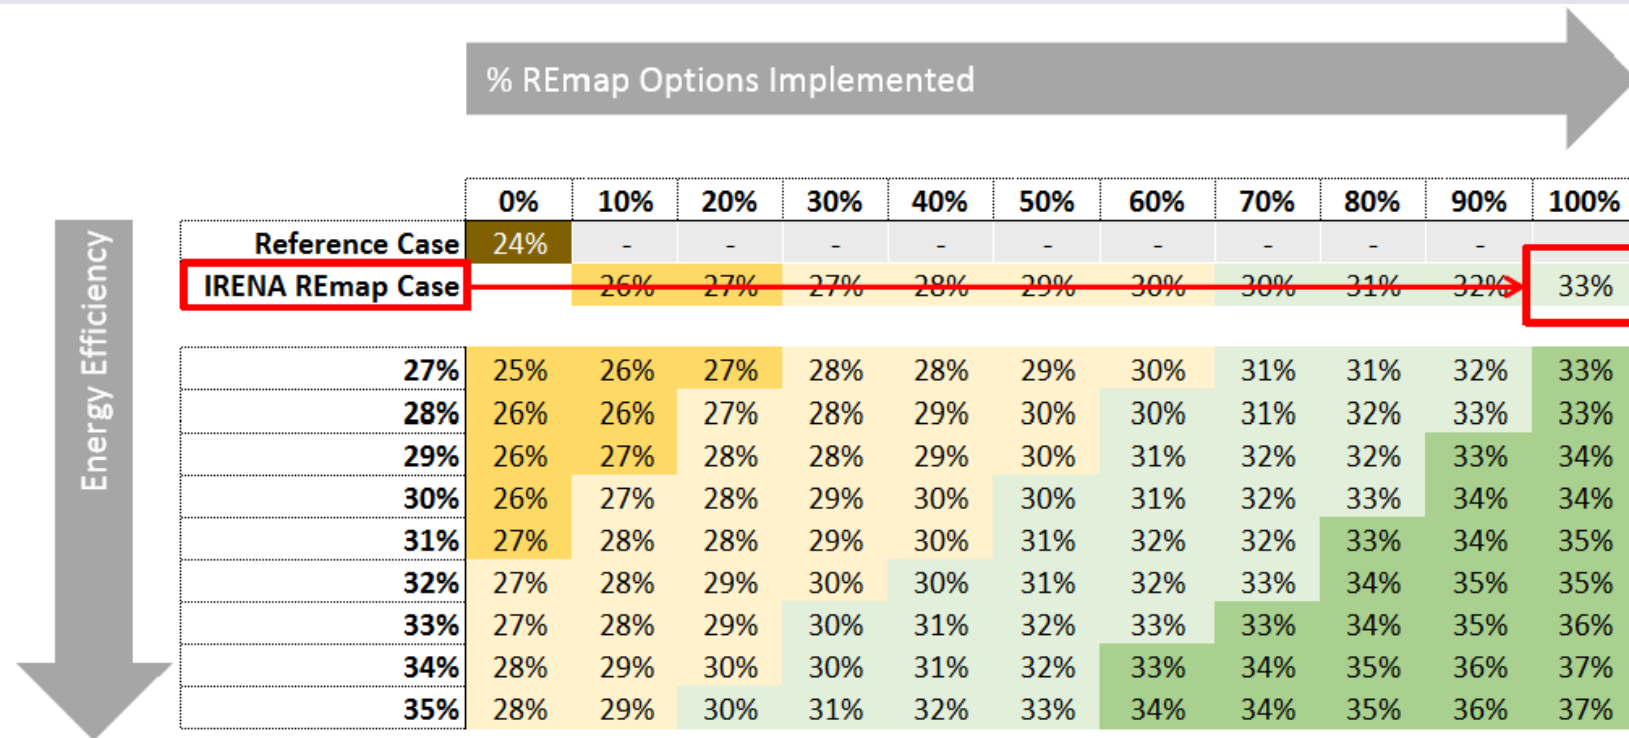 % REmap Options Implemented
0% 10% 20% 30% 40% 50% 60% 70% 80% 90% 100%
Energy Efficiency
Reference Case 24% - - - - - - - - -
IRENA REmap Case 26% 27% 27% 28% 29% 30% 30% 31% 32% 33%
27% 25% 26% 27% 28% 28% 29% 30% 31% 31% 32% 33%
28% 26% 26% 27% 28% 29% 30% 30% 31% 32% 33% 33%
29% 26% 27% 28% 28% 29% 30% 31% 32% 32% 33% 34%
30% 26% 27% 28% 29% 30% 30% 31% 32% 33% 34% 34%
31% 27% 28% 28% 29% 30% 31% 32% 32% 33% 34% 35%
32% 27% 28% 29% 30% 30% 31% 32% 33% 34% 35% 35%
33% 27% 28% 29% 30% 31% 32% 33% 33% 34% 35% 36%
34% 28% 29% 30% 30% 31% 32% 33% 34% 35% 36% 37%
35% 28% 29% 30% 31% 32% 33% 34% 34% 35% 36% 37%